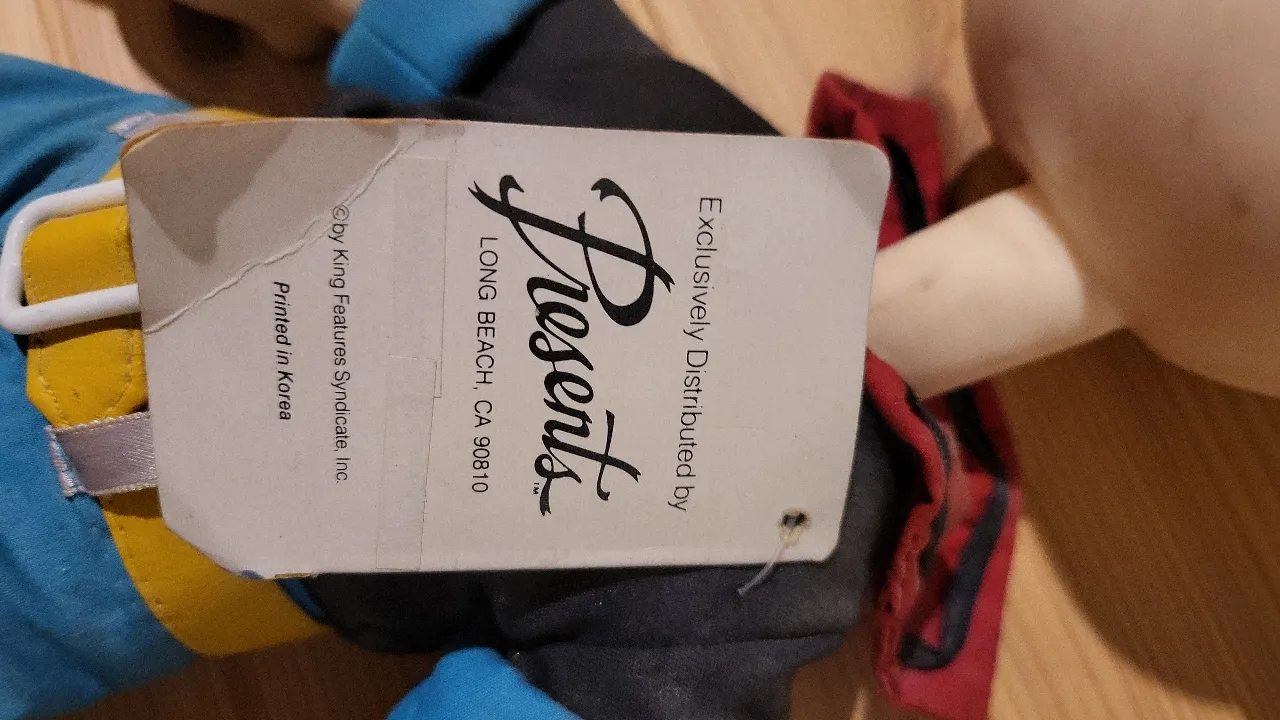 Exclusively Distributed by
Presents™
LONG BEACH, CA 90810
©by King Features Syndicate, Inc.
Printed in Korea